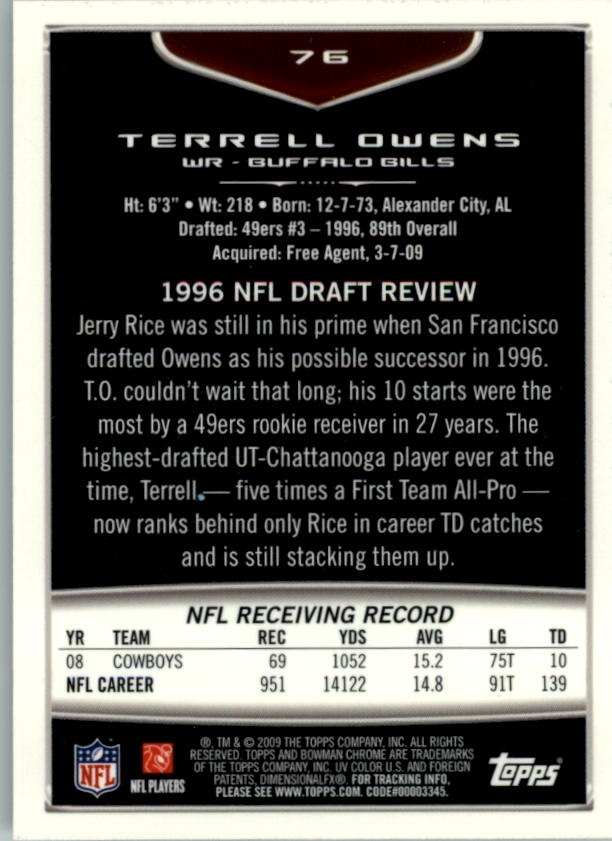 76
TERRELL OWENS
WR - BUFFALO BILLS
Ht: 6'3" • Wt: 218 • Born: 12-7-73, Alexander City, AL
Drafted: 49ers #3 – 1996, 89th Overall
Acquired: Free Agent, 3-7-09
1996 NFL DRAFT REVIEW
Jerry Rice was still in his prime when San Francisco
drafted Owens as his possible successor in 1996.
T.O. couldn't wait that long; his 10 starts were the
most by a 49ers rookie receiver in 27 years. The
highest-drafted UT-Chattanooga player ever at the
time, Terrell — five times a First Team All-Pro —
now ranks behind only Rice in career TD catches
and is still stacking them up.
NFL RECEIVING RECORD
YR TEAM REC YDS AVG LG TD
08 COWBOYS 69 1052 15.2 75T 10
NFL CAREER 951 14122 14.8 91T 139
®, TM & © 2009 THE TOPPS COMPANY, INC. ALL RIGHTS
RESERVED. TOPPS AND BOWMAN CHROME ARE TRADEMARKS
OF THE TOPPS COMPANY, INC. UV COLOR U.S. AND FOREIGN
PATENTS, DIMENSIONALFX®. FOR TRACKING INFO,
PLEASE SEE WWW.TOPPS.COM. CODE#00003345.
NFL
NFL PLAYERS
Topps®